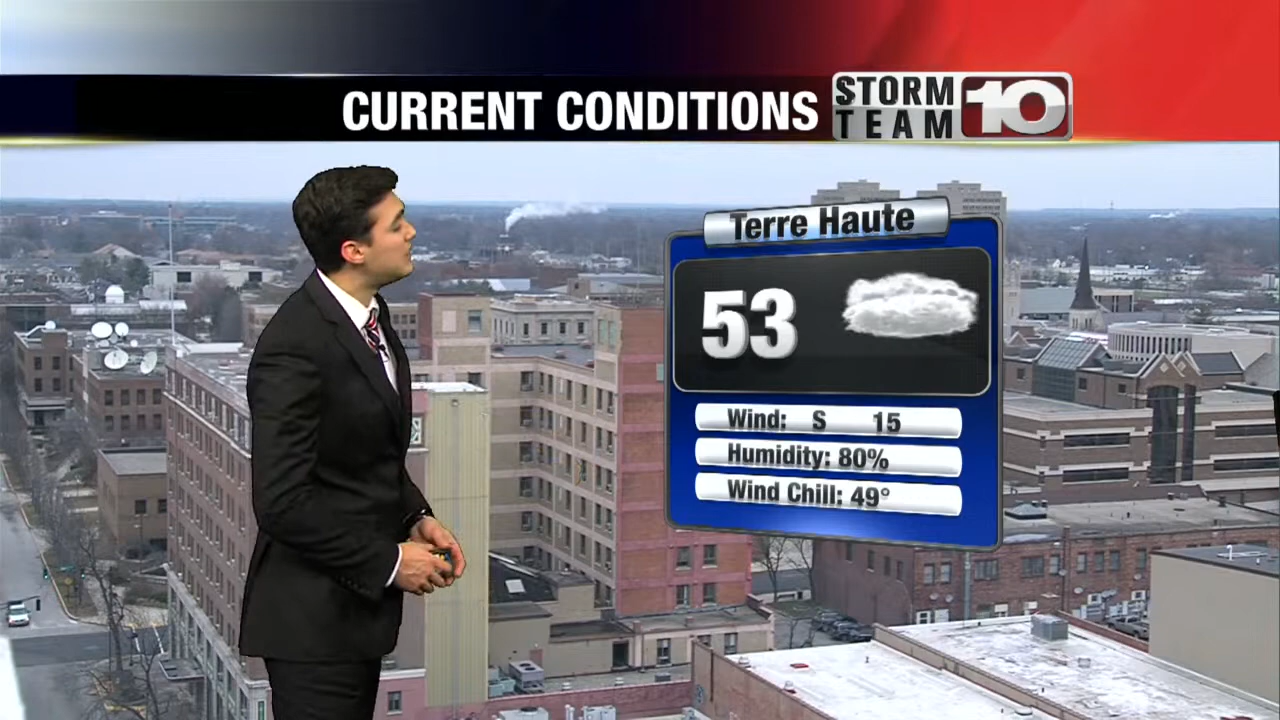 CURRENT CONDITIONS
STORM TEAM 10
Terre Haute
53
Wind: S 15
Humidity: 80%
Wind Chill: 49°